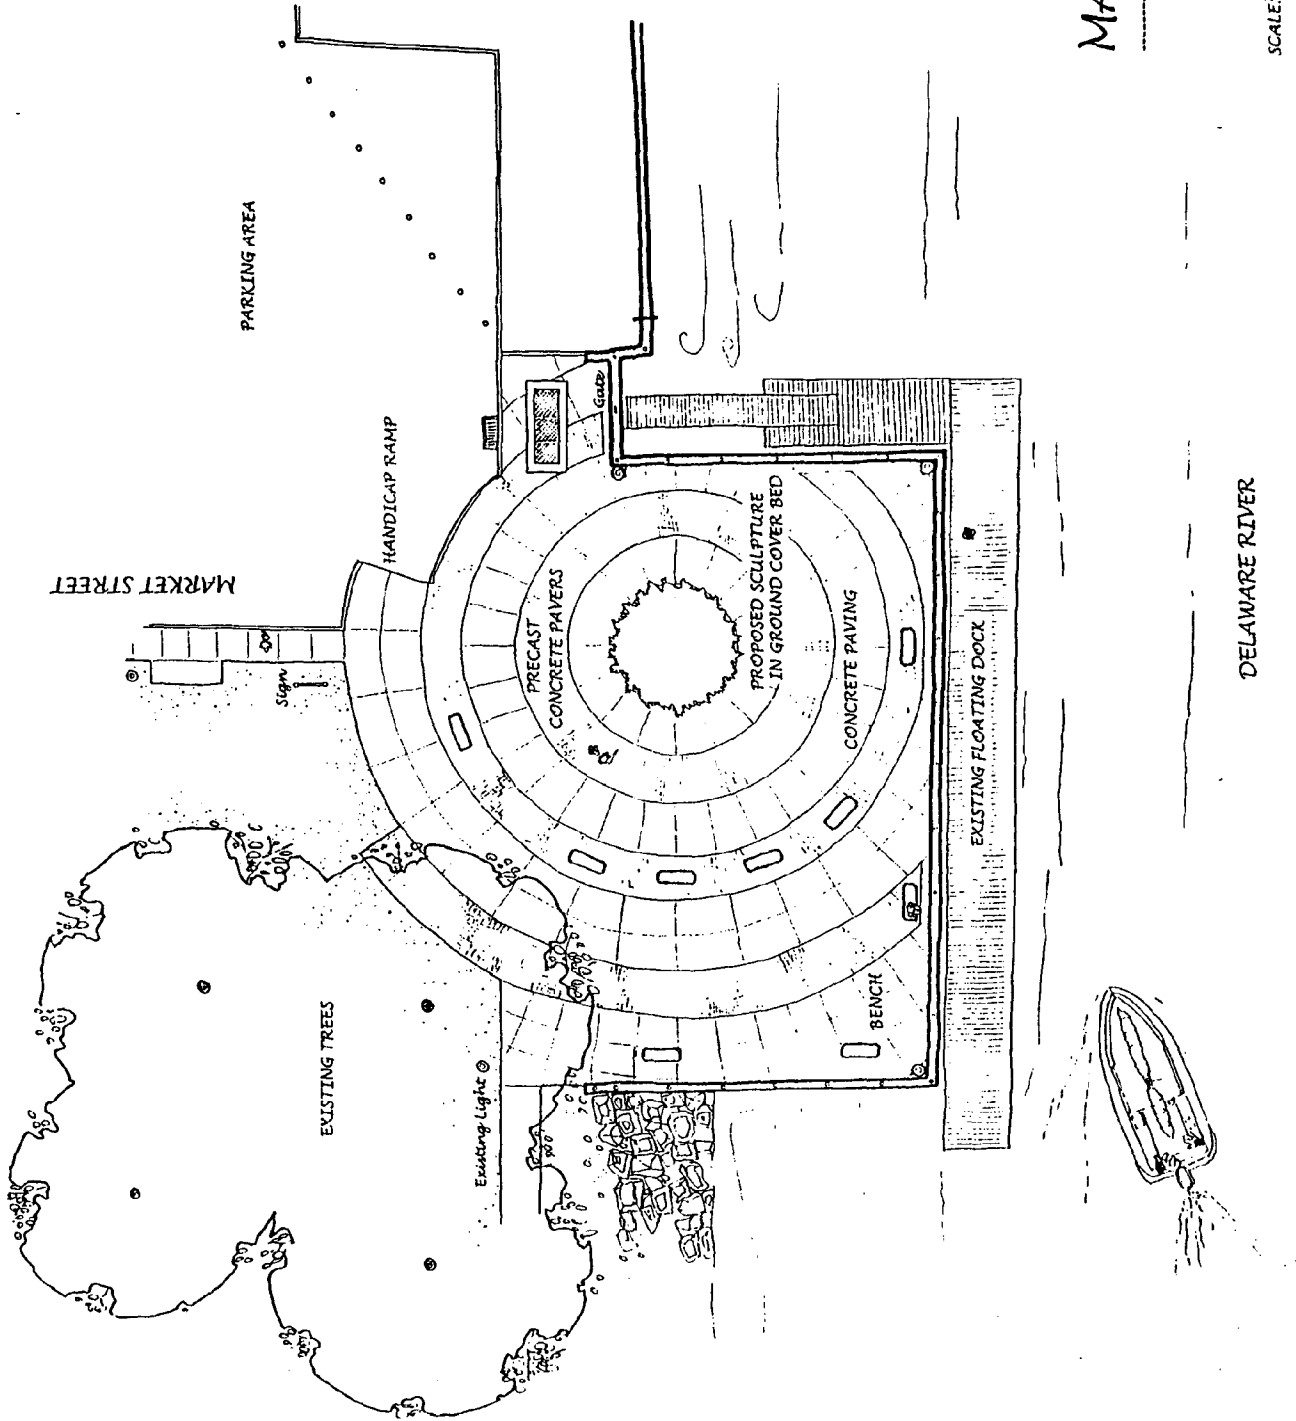 PARKING AREA
MARKET STREET
HANDICAP RAMP
Sign
Gate
PRECAST
CONCRETE PAVERS
PROPOSED SCULPTURE
IN GROUND COVER BED
CONCRETE PAVING
EXISTING TREES
Existing Light
BENCH
EXISTING FLOATING DOCK
DELAWARE RIVER
MA
SCALE: